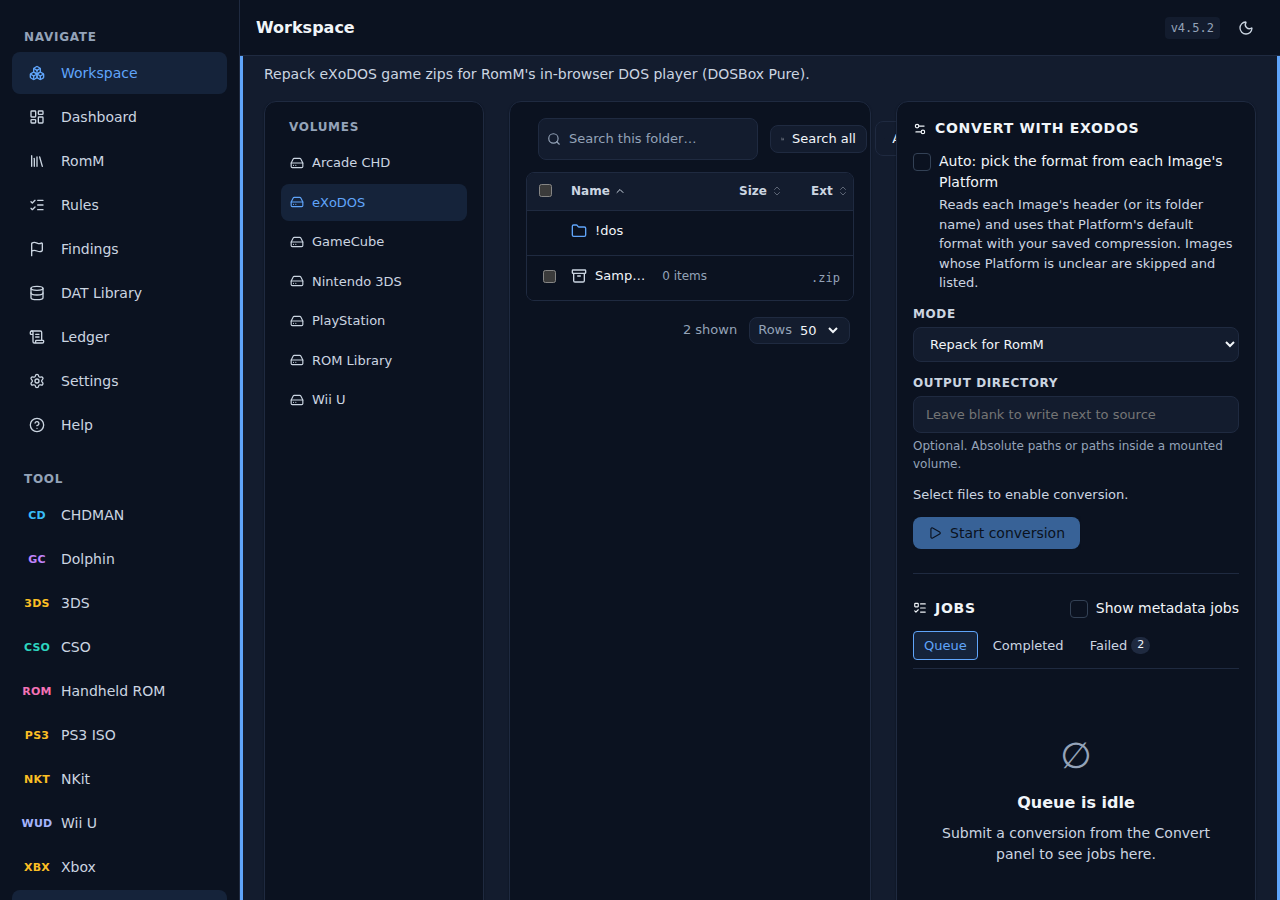 NAVIGATE
Workspace
Dashboard
RomM
Rules
Findings
DAT Library
Ledger
Settings
Help
TOOL
CD CHDMAN
GC Dolphin
3DS 3DS
CSO CSO
ROM Handheld ROM
PS3 PS3 ISO
NKT NKit
WUD Wii U
XBX Xbox
Workspace
v4.5.2
Repack eXoDOS game zips for RomM's in-browser DOS player (DOSBox Pure).
VOLUMES
Arcade CHD
eXoDOS
GameCube
Nintendo 3DS
PlayStation
ROM Library
Wii U
Search this folder…
Search all
Name Size Ext
!dos
Samp… 0 items .zip
2 shown Rows 50
CONVERT WITH EXODOS
Auto: pick the format from each Image's
Platform
Reads each Image's header (or its folder
name) and uses that Platform's default
format with your saved compression. Images
whose Platform is unclear are skipped and
listed.
MODE
Repack for RomM
OUTPUT DIRECTORY
Leave blank to write next to source
Optional. Absolute paths or paths inside a mounted
volume.
Select files to enable conversion.
Start conversion
JOBS
Show metadata jobs
Queue Completed Failed 2
Queue is idle
Submit a conversion from the Convert
panel to see jobs here.